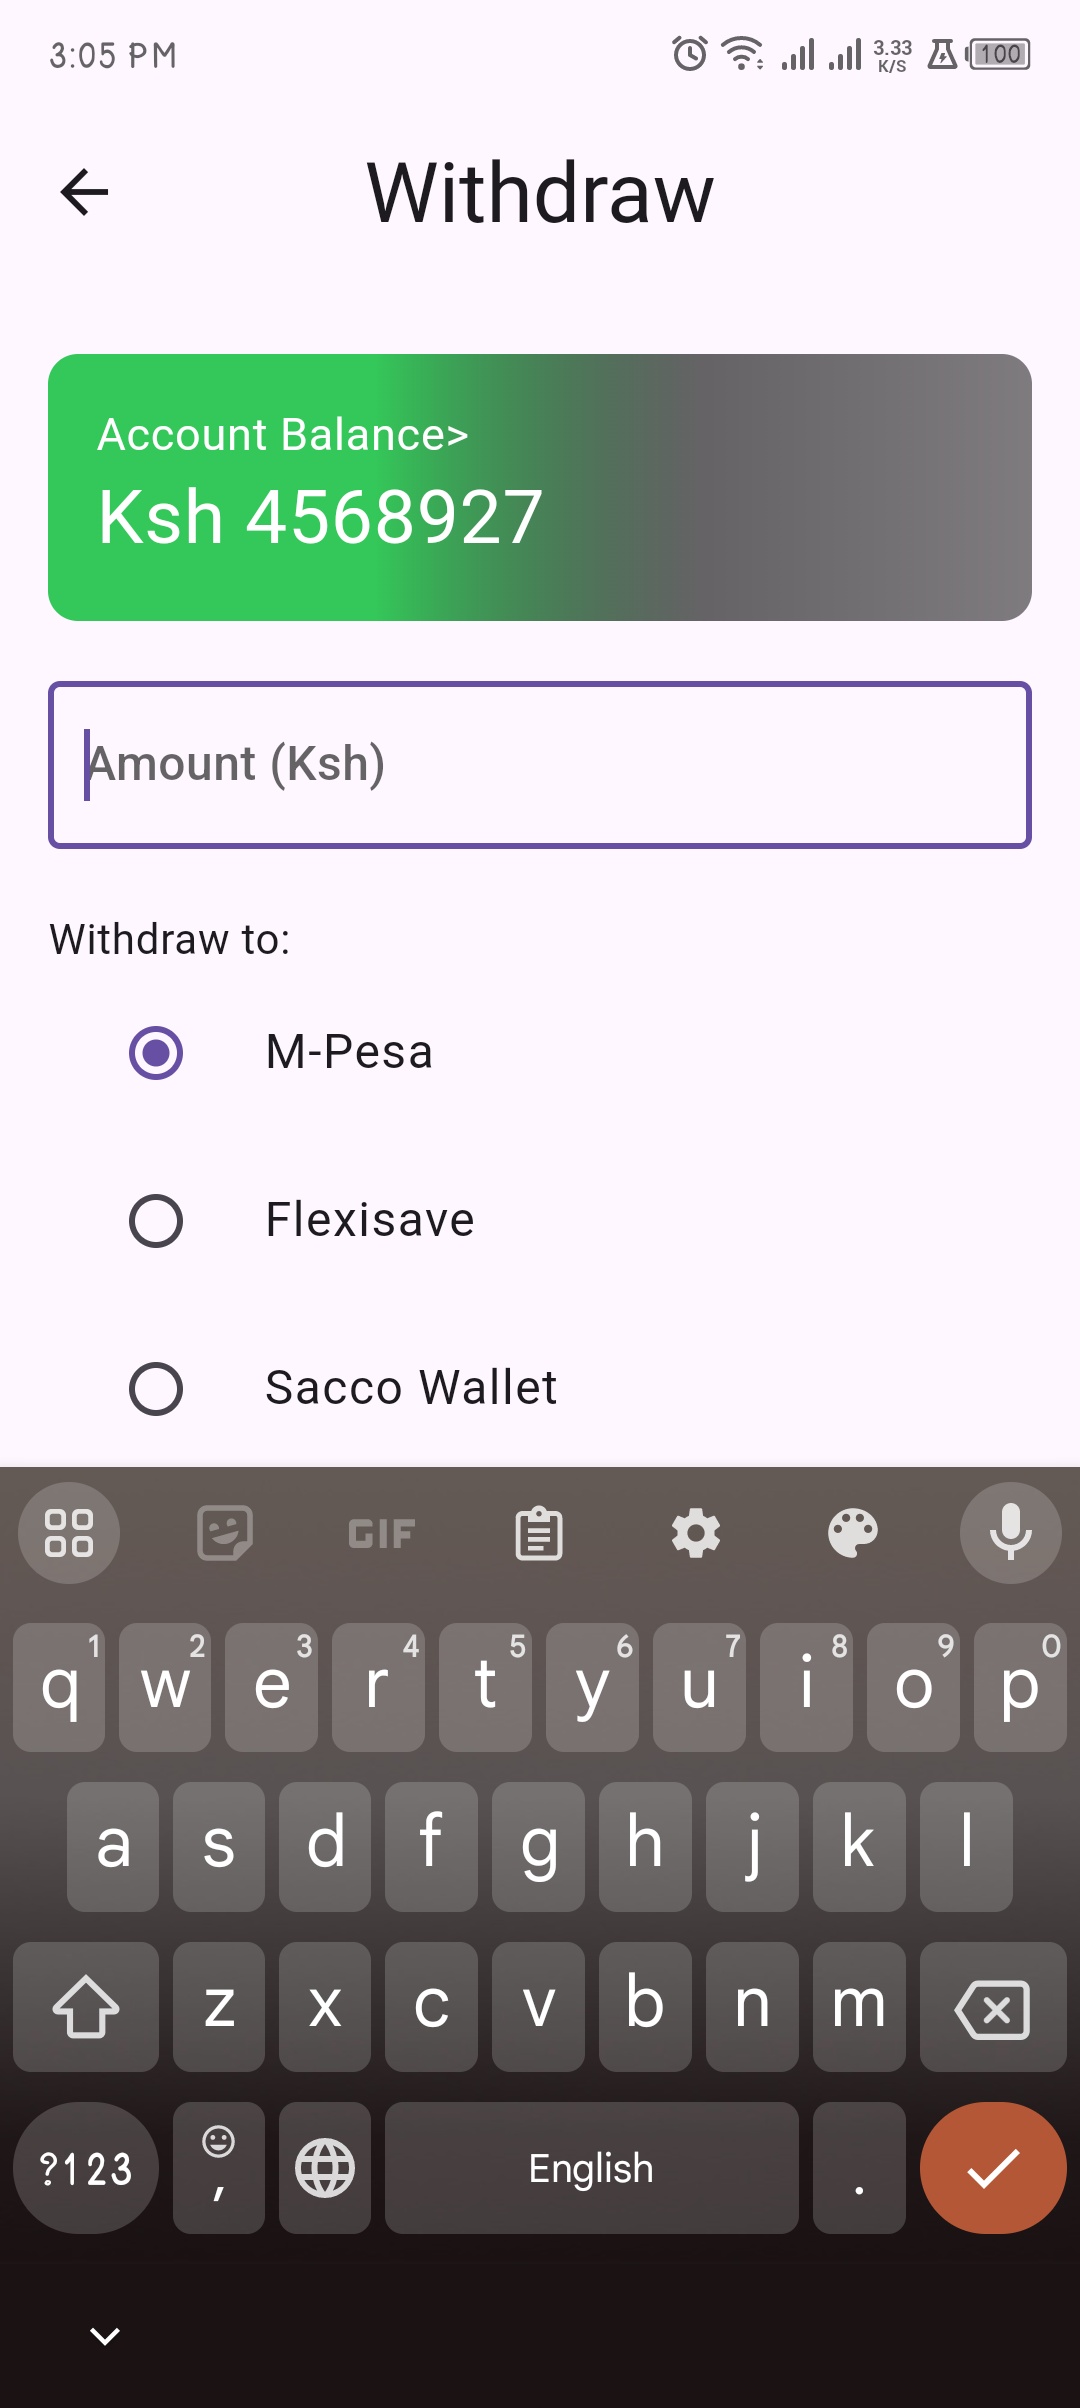 3:05 PM 3.33 K/S 100
Withdraw
Account Balance>
Ksh 4568927
Amount (Ksh)
Withdraw to:
M-Pesa
Flexisave
Sacco Wallet
GIF
q 1 w 2 e 3 r 4 t 5 y 6 u 7 i 8 o 9 p 0
a s d f g h j k l
z x c v b n m
?123 , English .